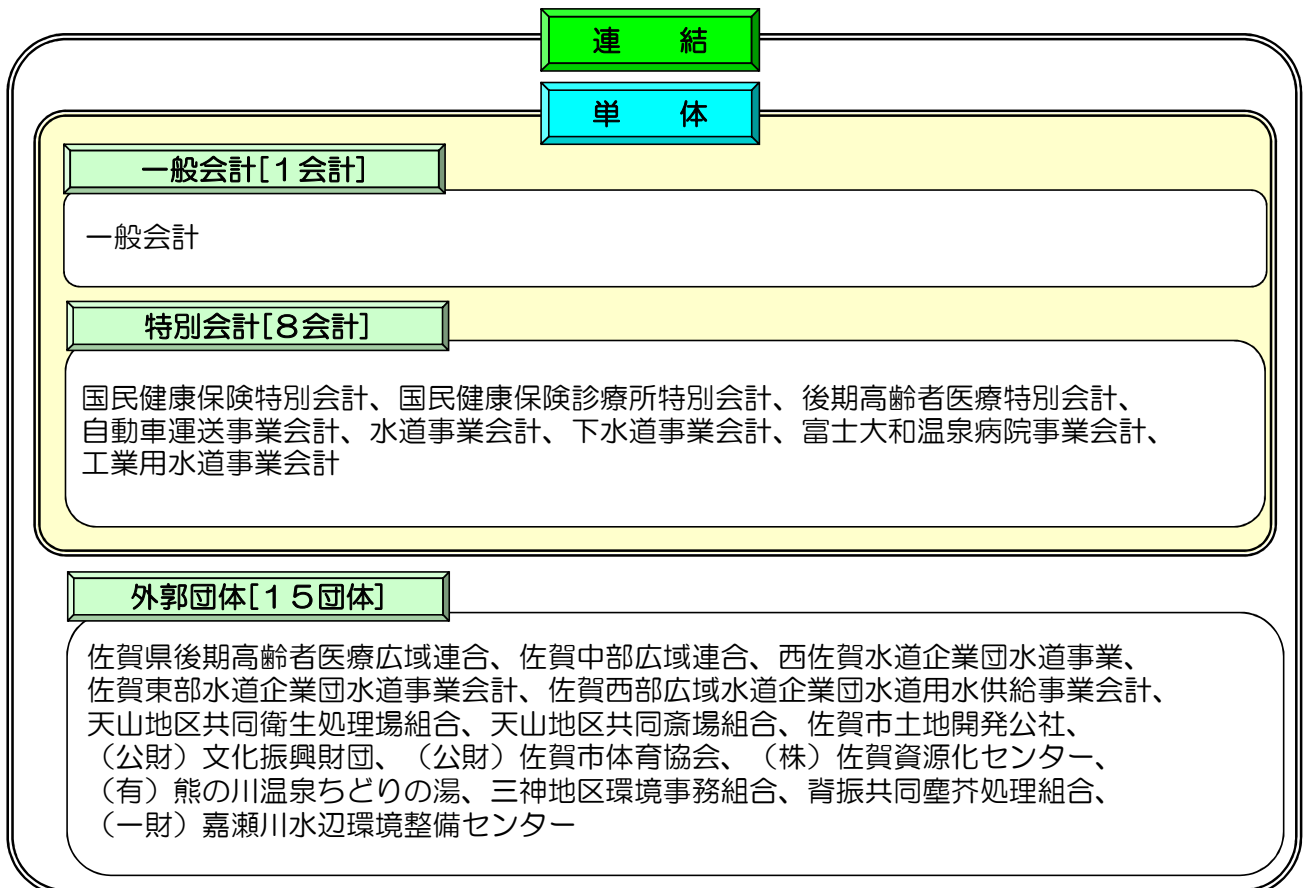 連　　結
単　　体
一般会計[１会計]
一般会計
特別会計[８会計]
国民健康保険特別会計、国民健康保険診療所特別会計、後期高齢者医療特別会計、
自動車運送事業会計、水道事業会計、下水道事業会計、富士大和温泉病院事業会計、
工業用水道事業会計
外郭団体[１５団体]
佐賀県後期高齢者医療広域連合、佐賀中部広域連合、西佐賀水道企業団水道事業、
佐賀東部水道企業団水道事業会計、佐賀西部広域水道企業団水道用水供給事業会計、
天山地区共同衛生処理場組合、天山地区共同斎場組合、佐賀市土地開発公社、
（公財）文化振興財団、（公財）佐賀市体育協会、（株）佐賀資源化センター、
（有）熊の川温泉ちどりの湯、三神地区環境事務組合、脊振共同塵芥処理組合、
（一財）嘉瀬川水辺環境整備センター